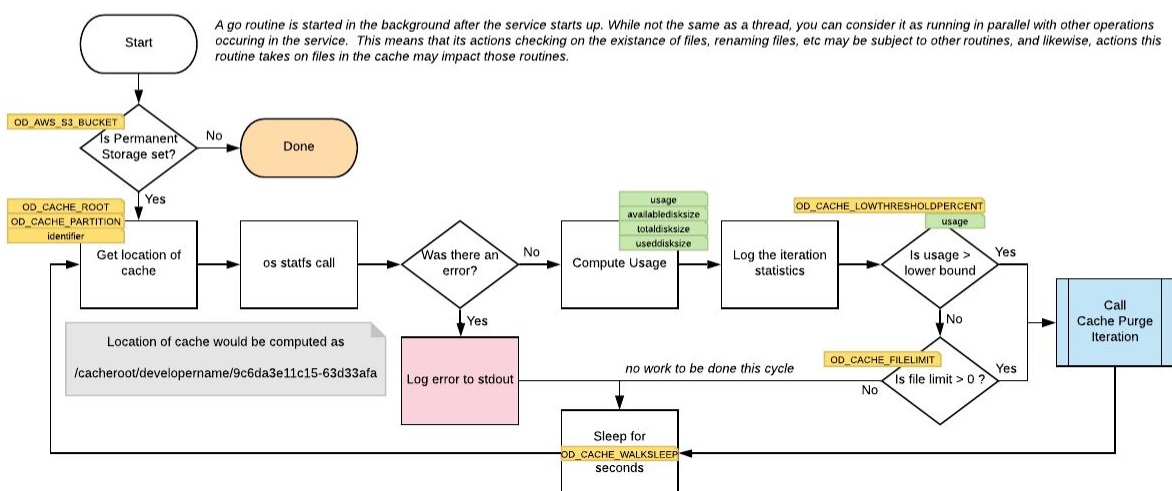 Start
A go routine is started in the background after the service starts up. While not the same as a thread, you can consider it as running in parallel with other operations
occuring in the service. This means that its actions checking on the existance of files, renaming files, etc may be subject to other routines, and likewise, actions this
routine takes on files in the cache may impact those routines.
OD_AWS_S3_BUCKET
Is Permanent
Storage set?
No
Done
Yes
OD_CACHE_ROOT
OD_CACHE_PARTITION
identifier
Get location of
cache
os statfs call
Was there an
error?
No
Yes
usage
availabledisksize
totaldisksize
useddisksize
Compute Usage
Log the iteration
statistics
OD_CACHE_LOWTHRESHOLDPERCENT
usage
Is usage >
lower bound
Yes
No
Call
Cache Purge
Iteration
Location of cache would be computed as
/cacheroot/developername/9c6da3e11c15-63d33afa
Log error to stdout
no work to be done this cycle
OD_CACHE_FILELIMIT
Is file limit > 0 ?
Yes
No
Sleep for
OD_CACHE_WALKSLEEP
seconds